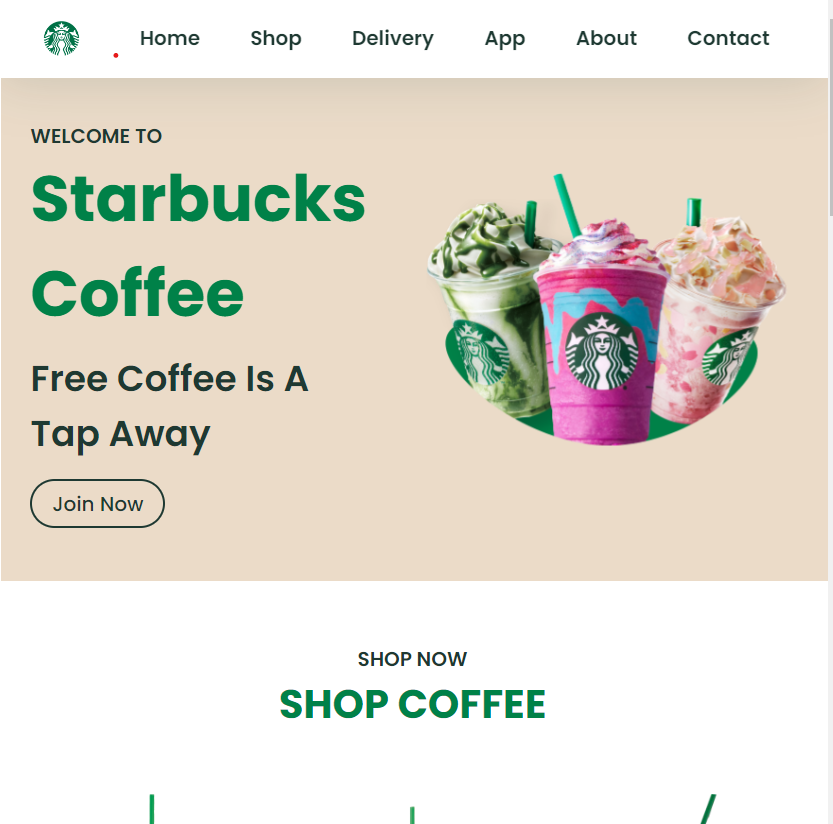 Home Shop Delivery App About Contact
WELCOME TO
Starbucks
Coffee
Free Coffee Is A
Tap Away
Join Now
SHOP NOW
SHOP COFFEE